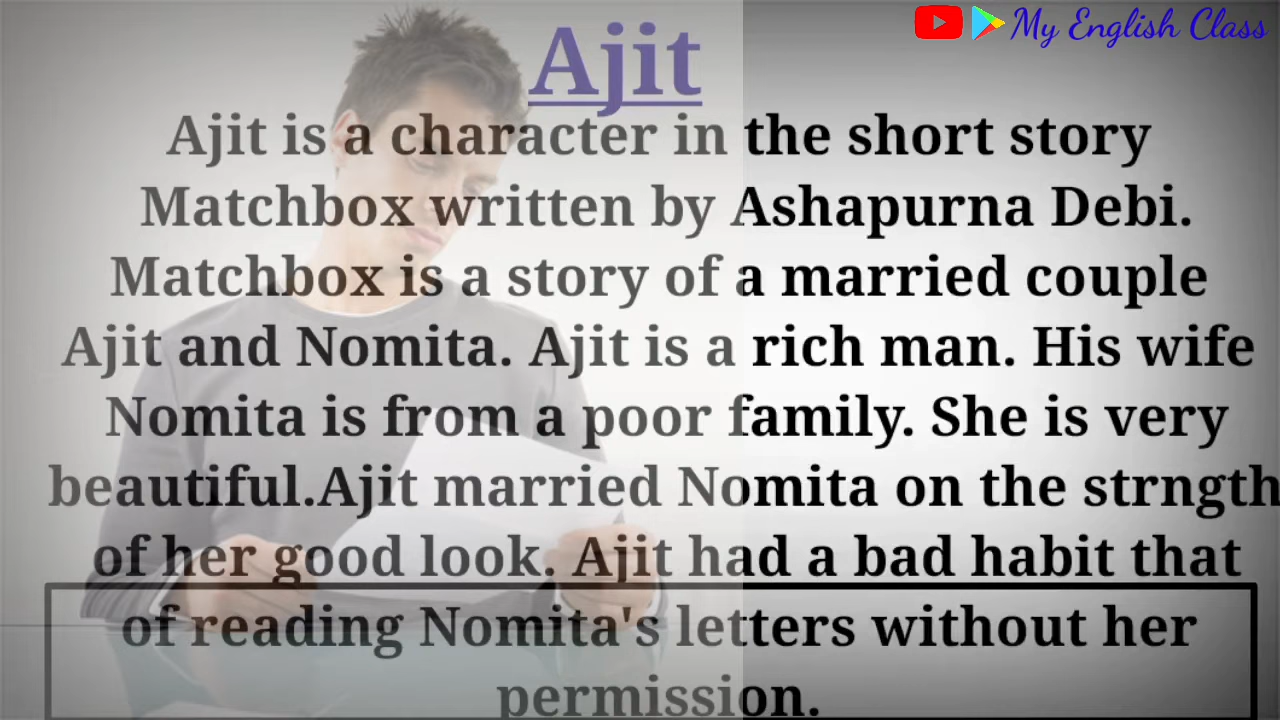 My English Class
Ajit
Ajit is a character in the short story
Matchbox written by Ashapurna Debi.
Matchbox is a story of a married couple
Ajit and Nomita. Ajit is a rich man. His wife
Nomita is from a poor family. She is very
beautiful.Ajit married Nomita on the strngth
of her good look. Ajit had a bad habit that
of reading Nomita's letters without her
permission.